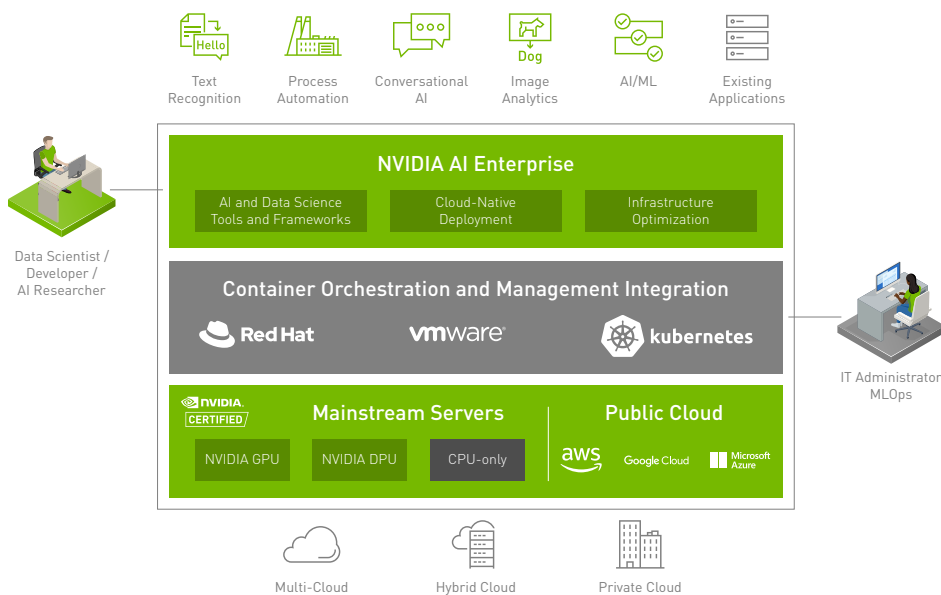 Hello
Dog
Text
Recognition
Process
Automation
Conversational
AI
Image
Analytics
AI/ML
Existing
Applications
NVIDIA AI Enterprise
AI and Data Science
Tools and Frameworks
Cloud-Native
Deployment
Infrastructure
Optimization
Data Scientist /
Developer /
AI Researcher
Container Orchestration and Management Integration
Red Hat
vmware®
kubernetes
IT Administrator
MLOps
NVIDIA.
CERTIFIED
Mainstream Servers
NVIDIA GPU
NVIDIA DPU
CPU-only
Public Cloud
aws
Google Cloud
Microsoft
Azure
Multi-Cloud
Hybrid Cloud
Private Cloud